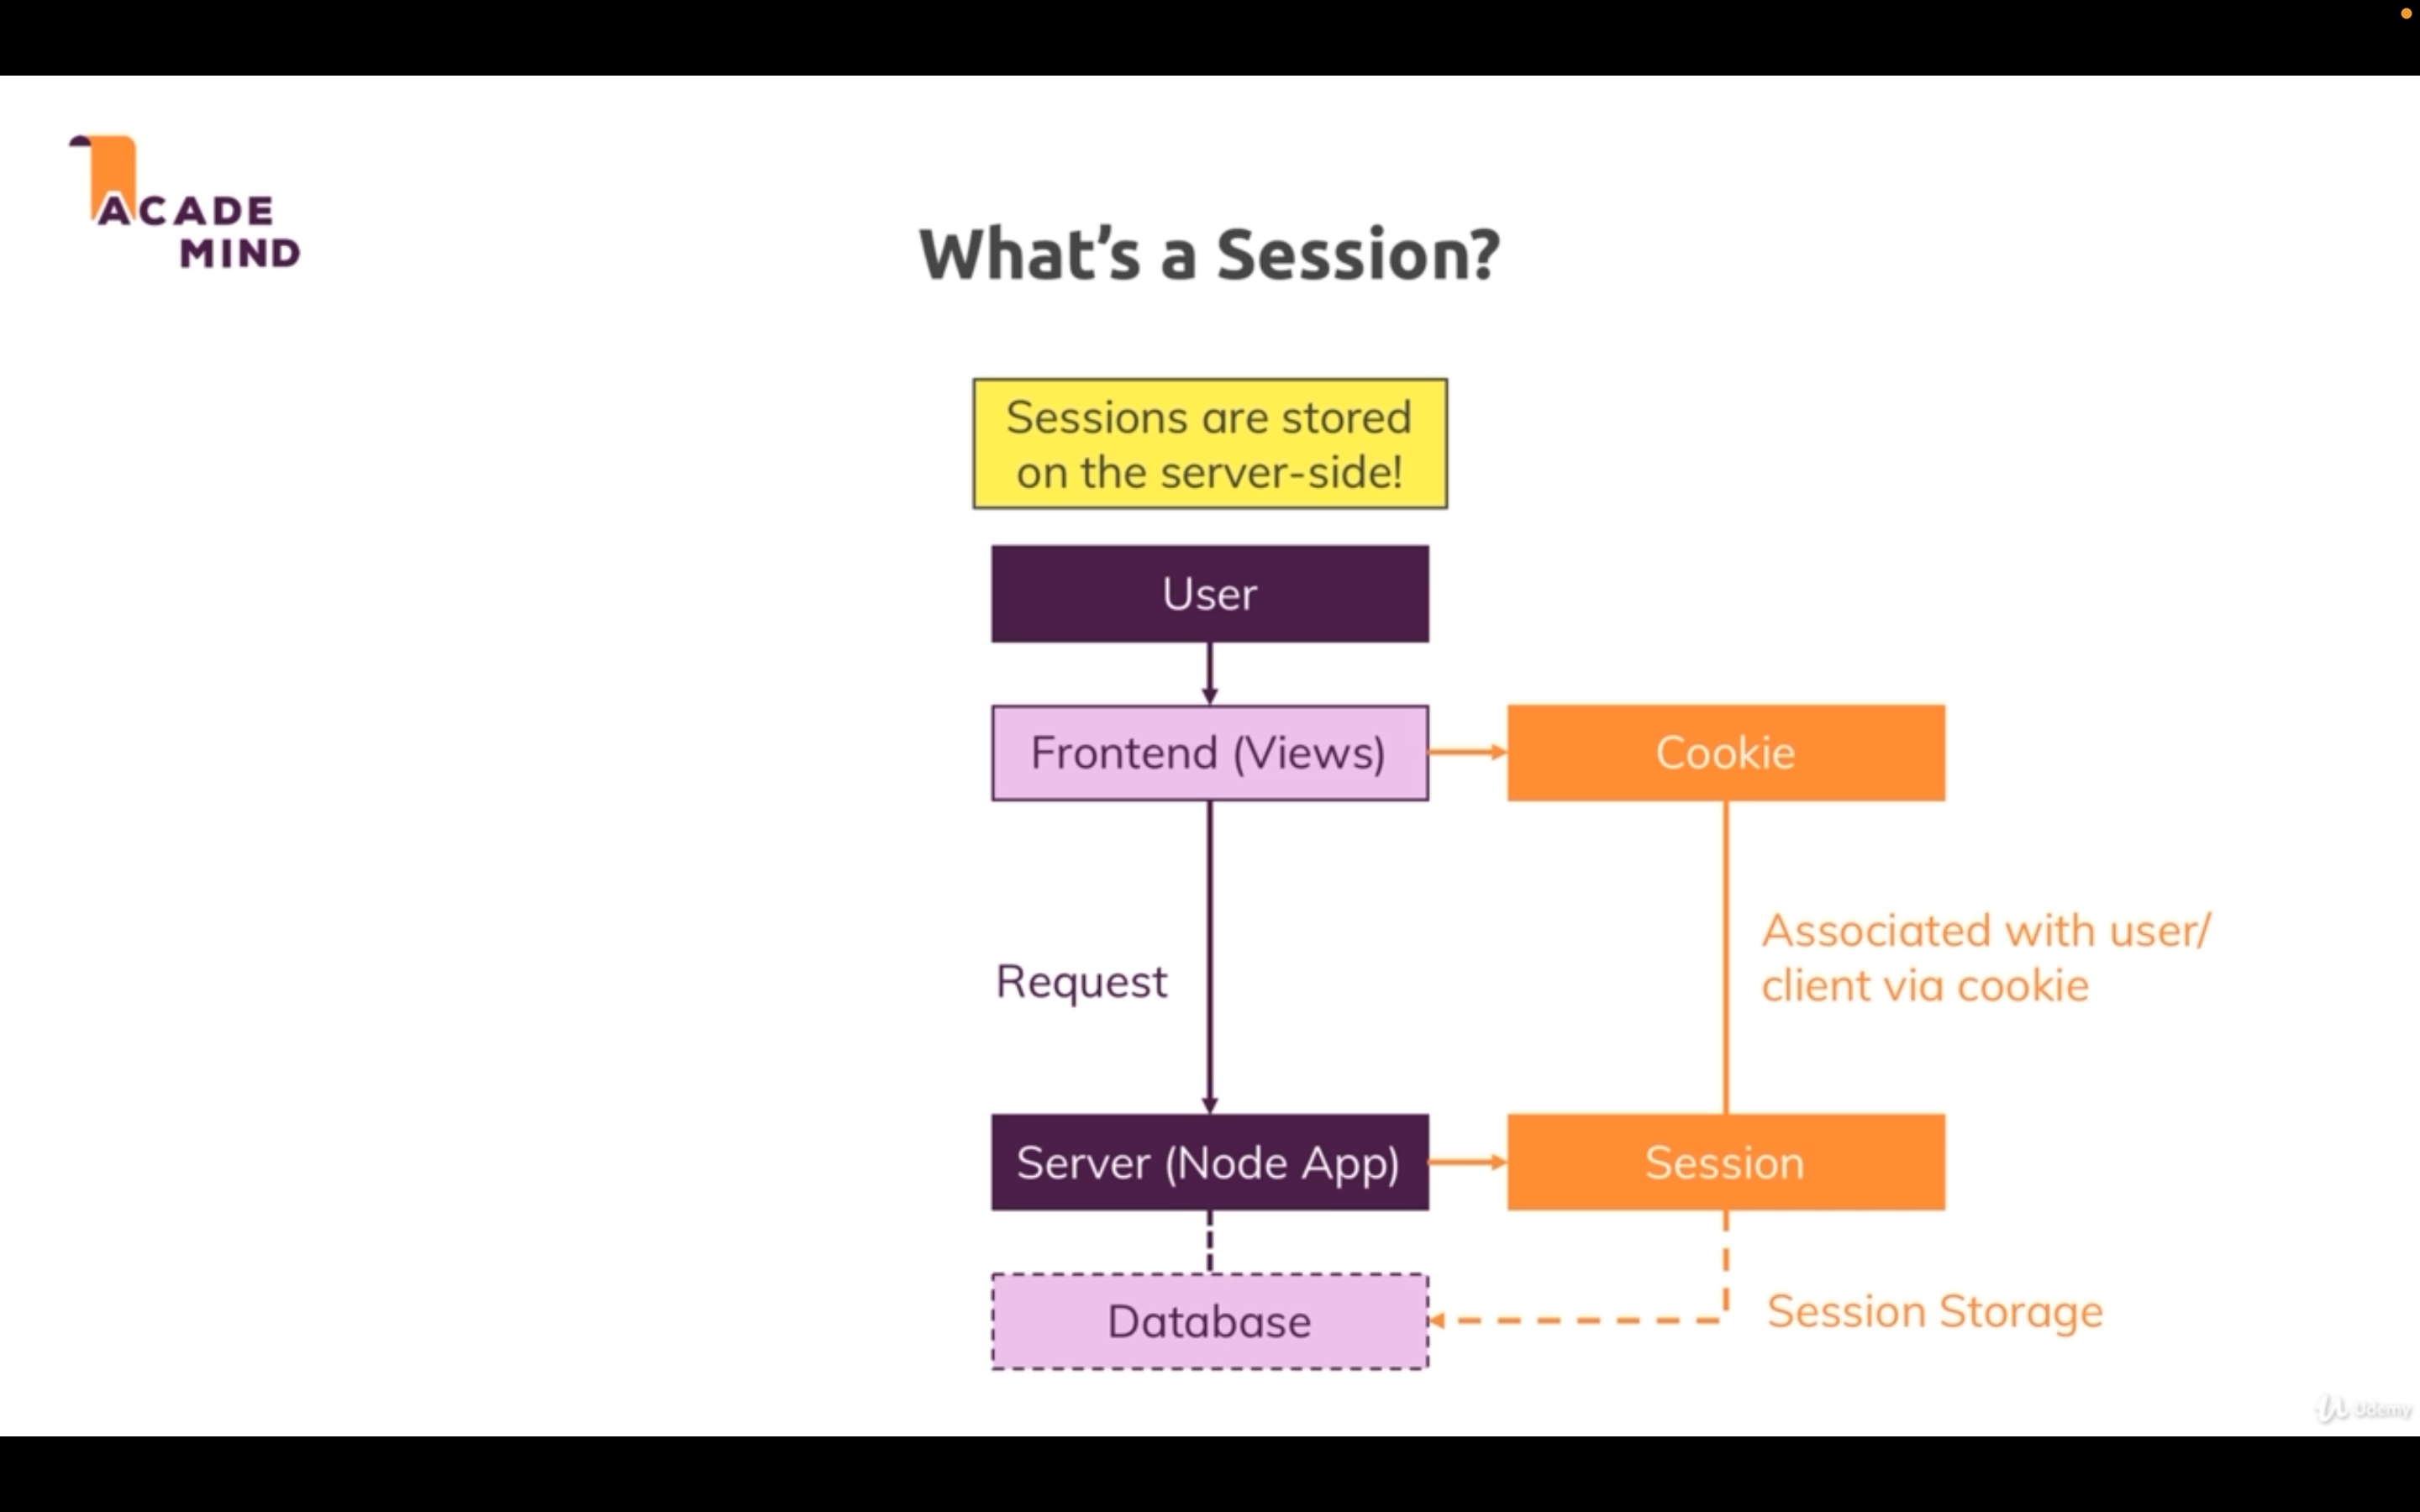 ACADE
MIND
What's a Session?
Sessions are stored
on the server-side!
User
Frontend (Views)
Cookie
Associated with user/
client via cookie
Request
Server (Node App)
Session
Database
Session Storage
Udemy